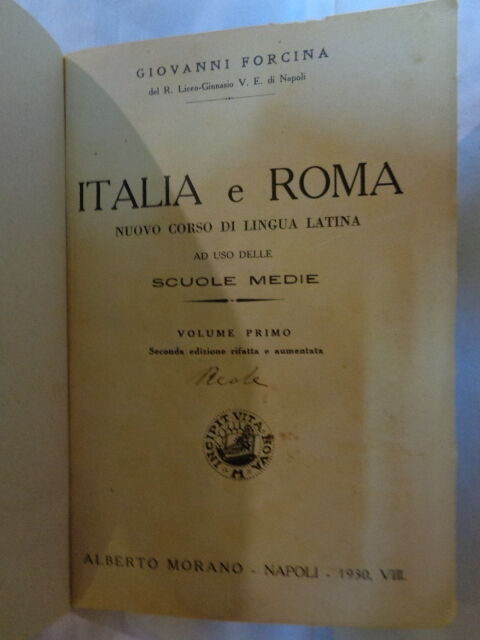 GIOVANNI FORCINA
del R. Liceo-Ginnasio V. E. di Napoli
ITALIA e ROMA
NUOVO CORSO DI LINGUA LATINA
AD USO DELLE
SCUOLE MEDIE
VOLUME PRIMO
Seconda edizione rifatta e aumentata
Reale
INCIPIT VITA NOVA
ALBERTO MORANO - NAPOLI - 1930, VIII.